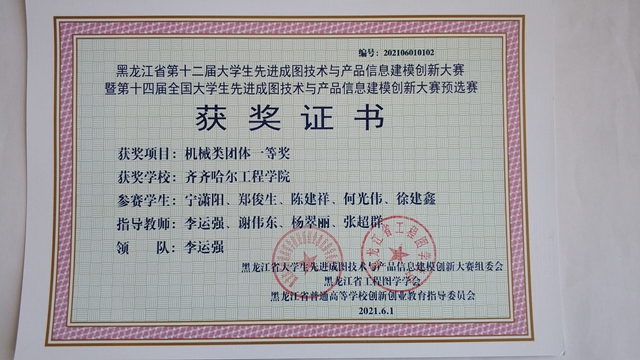 编号：202106010102
黑龙江省第十二届大学生先进成图技术与产品信息建模创新大赛
暨第十四届全国大学生先进成图技术与产品信息建模创新大赛预选赛
获奖证书
获奖项目：机械类团体一等奖
获奖学校：齐齐哈尔工程学院
参赛学生：宁潇阳、郑俊生、陈建祥、何光伟、徐建鑫
指导教师：李运强、谢伟东、杨翠丽、张超群
领 队：李运强
黑龙江省大学生先进成图技术与产品信息建模创新大赛组委会
黑龙江省工程图学学会
黑龙江省普通高等学校创新创业教育指导委员会
2021.6.1